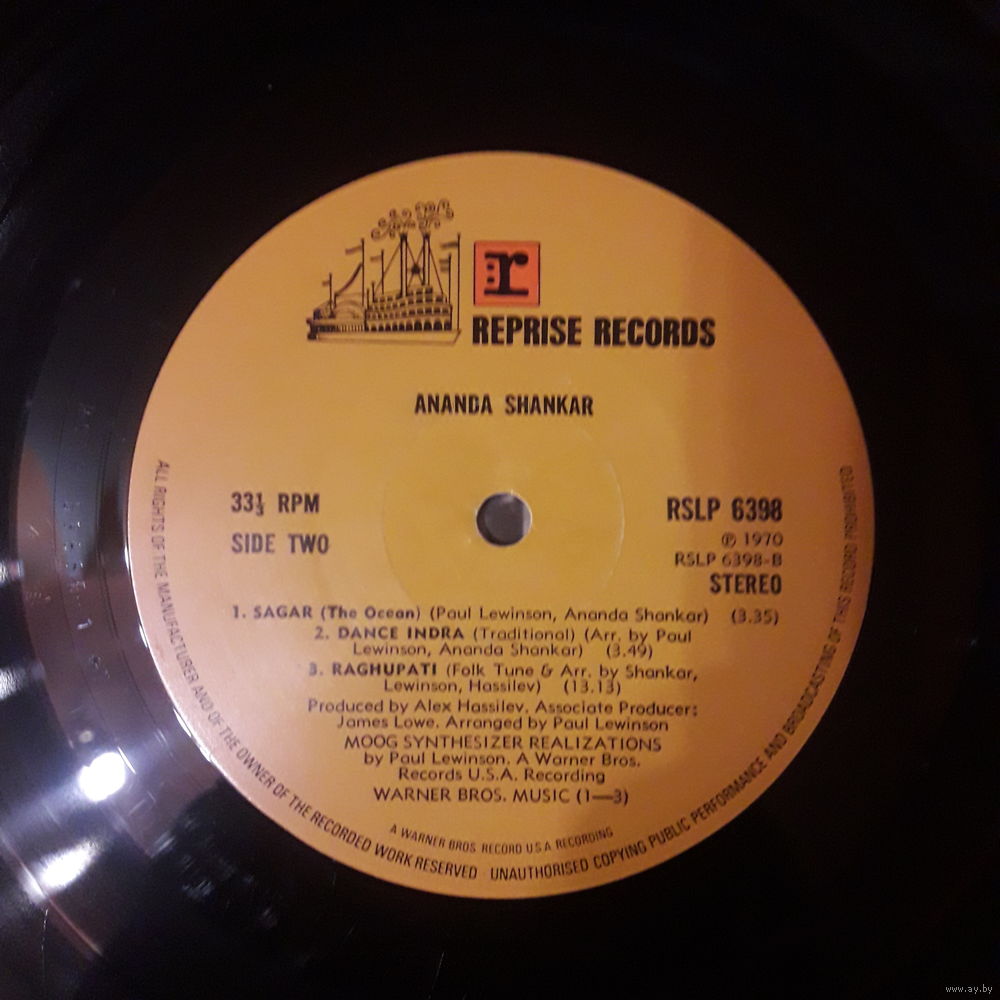 r
REPRISE RECORDS
ANANDA SHANKAR
33⅓ RPM
SIDE TWO
RSLP 6398
℗ 1970
RSLP 6398-B
STEREO
1. SAGAR (The Ocean) (Paul Lewinson, Ananda Shankar) (3.35)
2. DANCE INDRA (Traditional) (Arr. by Paul
Lewinson, Ananda Shankar) (3.49)
3. RAGHUPATI (Folk Tune & Arr. by Shankar,
Lewinson, Hassilev) (13.13)
Produced by Alex Hassilev. Associate Producer:
James Lowe. Arranged by Paul Lewinson
MOOG SYNTHESIZER REALIZATIONS
by Paul Lewinson. A Warner Bros.
Records U.S.A. Recording
WARNER BROS. MUSIC (1—3)
A WARNER BROS. RECORD U.S.A. RECORDING
ALL RIGHTS OF THE MANUFACTURER AND OF THE OWNER OF THE RECORDED WORK RESERVED · UNAUTHORISED COPYING PUBLIC PERFORMANCE AND BROADCASTING OF THIS RECORD PROHIBITED
www.ay.by